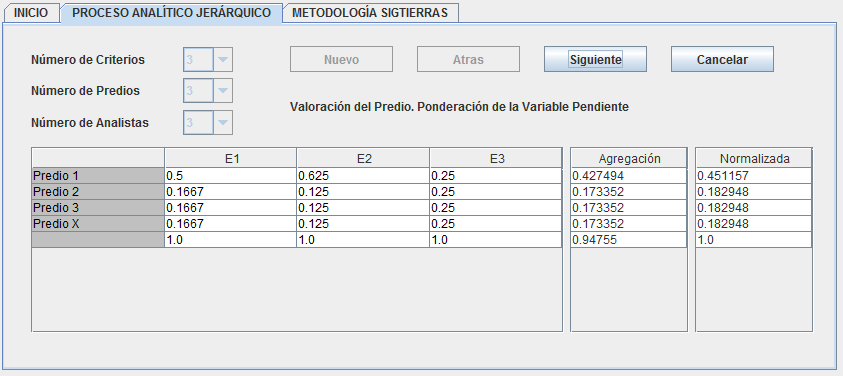 INICIO PROCESO ANALÍTICO JERÁRQUICO METODOLOGÍA SIGTIERRAS
Número de Criterios 3 Nuevo Atras Siguiente Cancelar
Número de Predios 3
Valoración del Predio. Ponderación de la Variable Pendiente
Número de Analistas 3
E1 E2 E3 Agregación Normalizada
Predio 1 0.5 0.625 0.25 0.427494 0.451157
Predio 2 0.1667 0.125 0.25 0.173352 0.182948
Predio 3 0.1667 0.125 0.25 0.173352 0.182948
Predio X 0.1667 0.125 0.25 0.173352 0.182948
1.0 1.0 1.0 0.94755 1.0